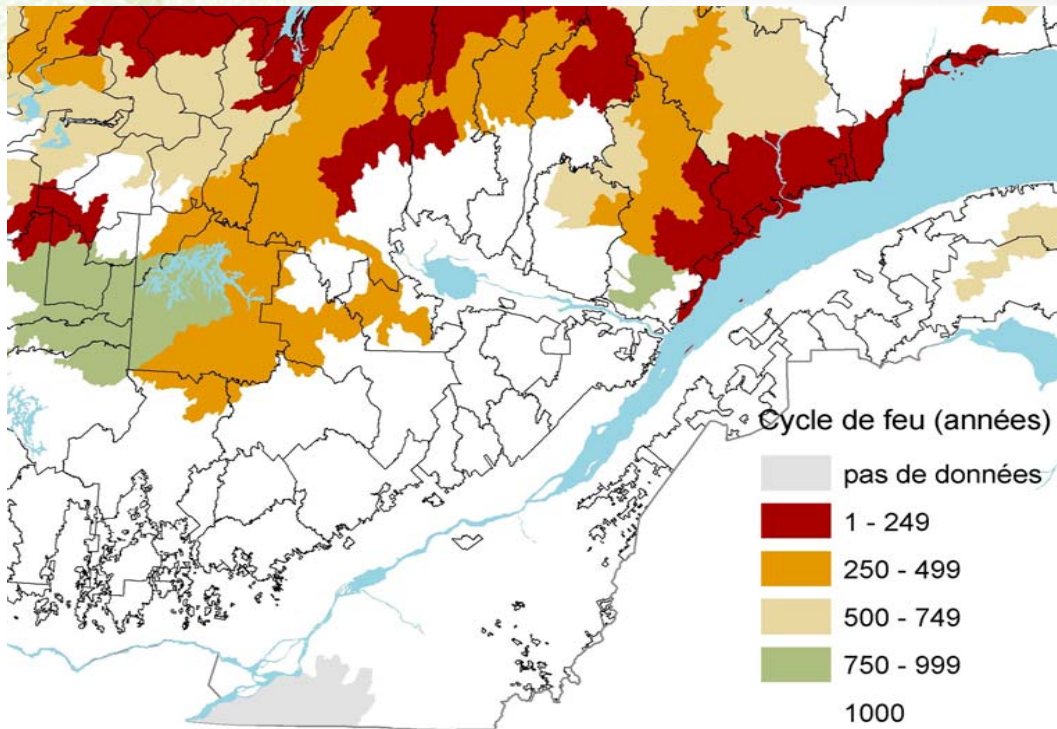 Cycle de feu (années)
pas de données
1 - 249
250 - 499
500 - 749
750 - 999
1000